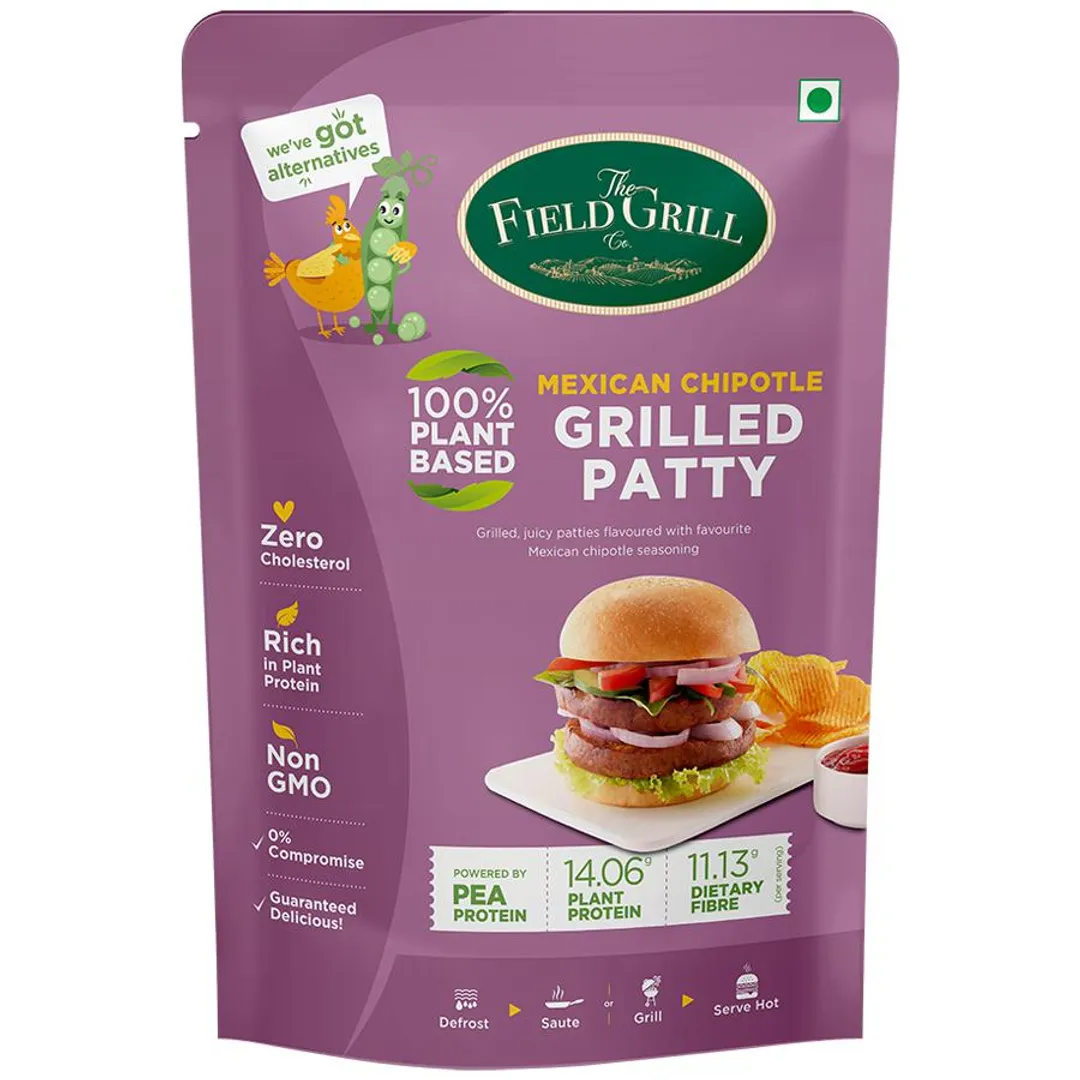 we've got
alternatives
The
FIELD GRILL
Co.
100%
PLANT
BASED
MEXICAN CHIPOTLE
GRILLED
PATTY
Grilled, juicy patties flavoured with favourite
Mexican chipotle seasoning
Zero
Cholesterol
Rich
in Plant
Protein
Non
GMO
0%
Compromise
Guaranteed
Delicious!
POWERED BY
PEA
PROTEIN
14.06g
PLANT
PROTEIN
11.13g
DIETARY
FIBRE
(per serving)
Defrost
Saute
or
Grill
Serve Hot